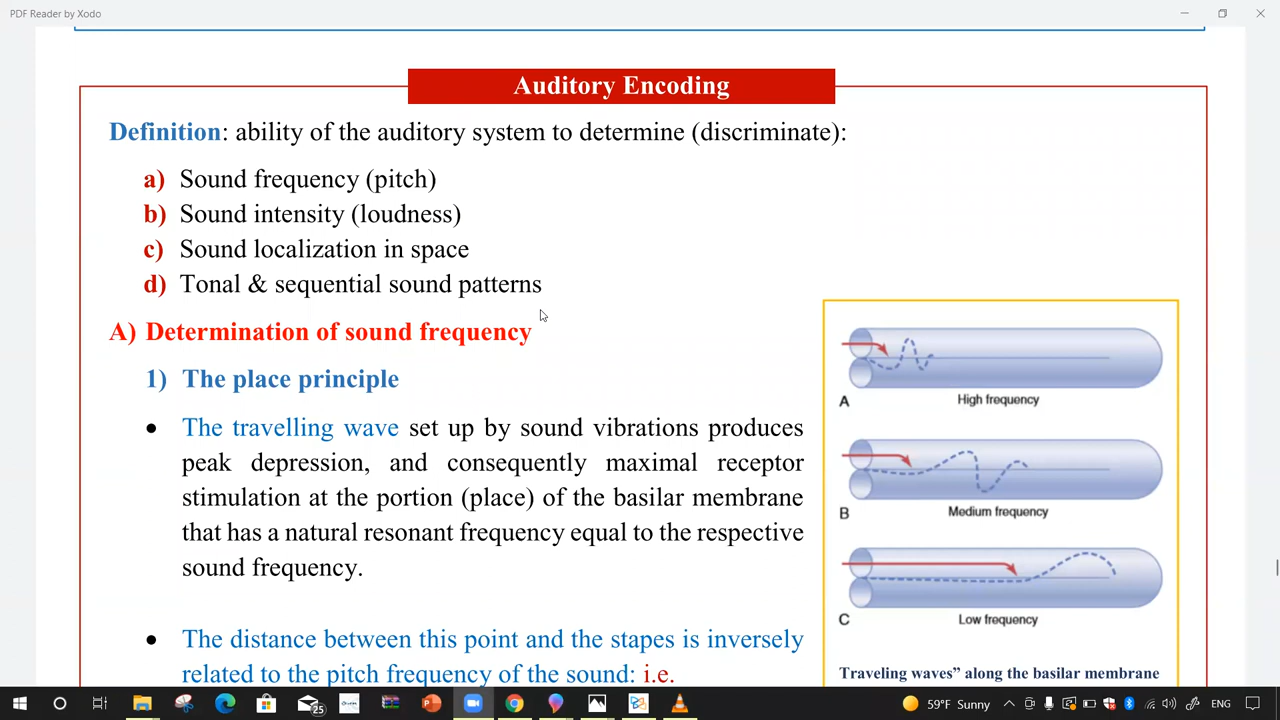 PDF Reader by Xodo
Auditory Encoding
Definition: ability of the auditory system to determine (discriminate):
a) Sound frequency (pitch)
b) Sound intensity (loudness)
c) Sound localization in space
d) Tonal & sequential sound patterns
A) Determination of sound frequency
1) The place principle
• The travelling wave set up by sound vibrations produces
peak depression, and consequently maximal receptor
stimulation at the portion (place) of the basilar membrane
that has a natural resonant frequency equal to the respective
sound frequency.
• The distance between this point and the stapes is inversely
related to the pitch frequency of the sound: i.e.
A High frequency
B Medium frequency
C Low frequency
Traveling waves” along the basilar membrane
25
59°F Sunny
ENG